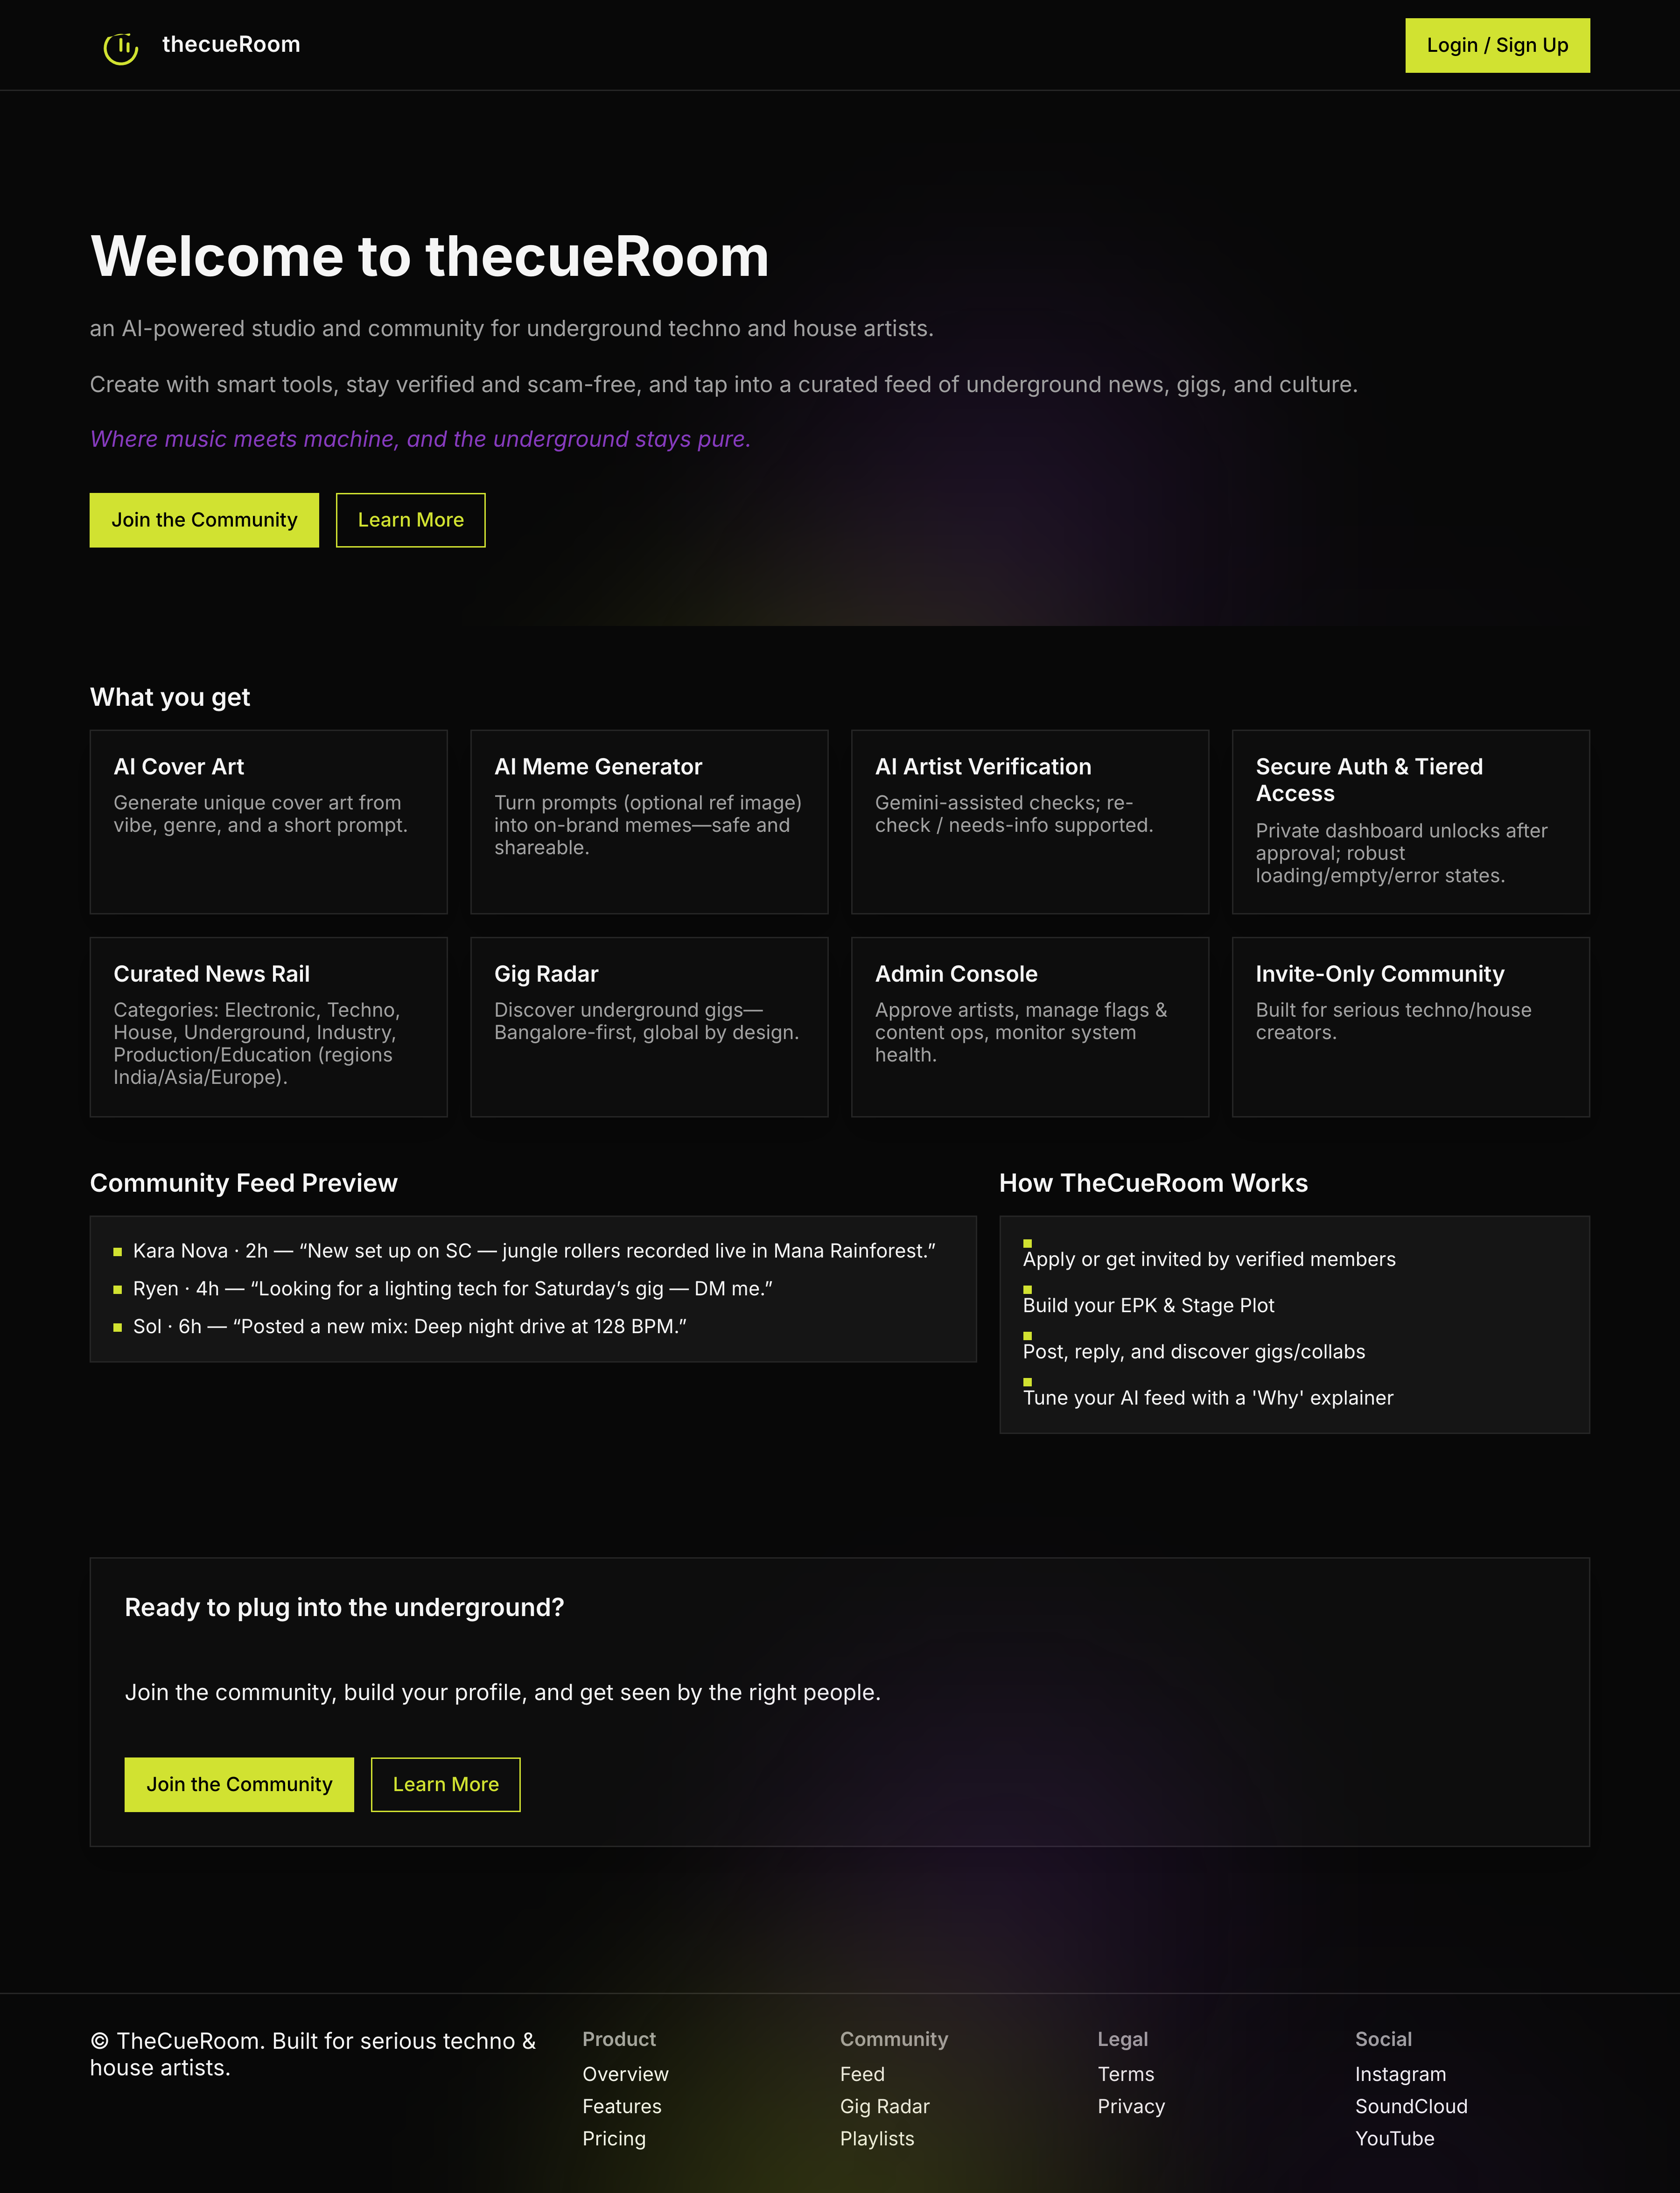 thecueRoom
Login / Sign Up
Welcome to thecueRoom
an AI-powered studio and community for underground techno and house artists.
Create with smart tools, stay verified and scam-free, and tap into a curated feed of underground news, gigs, and culture.
Where music meets machine, and the underground stays pure.
Join the Community
Learn More
What you get
AI Cover Art
Generate unique cover art from
vibe, genre, and a short prompt.
AI Meme Generator
Turn prompts (optional ref image)
into on-brand memes—safe and
shareable.
AI Artist Verification
Gemini-assisted checks; re-
check / needs-info supported.
Secure Auth & Tiered
Access
Private dashboard unlocks after
approval; robust
loading/empty/error states.
Curated News Rail
Categories: Electronic, Techno,
House, Underground, Industry,
Production/Education (regions
India/Asia/Europe).
Gig Radar
Discover underground gigs—
Bangalore-first, global by design.
Admin Console
Approve artists, manage flags &
content ops, monitor system
health.
Invite-Only Community
Built for serious techno/house
creators.
Community Feed Preview
Kara Nova · 2h — “New set up on SC — jungle rollers recorded live in Mana Rainforest.”
Ryen · 4h — “Looking for a lighting tech for Saturday’s gig — DM me.”
Sol · 6h — “Posted a new mix: Deep night drive at 128 BPM.”
How TheCueRoom Works
Apply or get invited by verified members
Build your EPK & Stage Plot
Post, reply, and discover gigs/collabs
Tune your AI feed with a 'Why' explainer
Ready to plug into the underground?
Join the community, build your profile, and get seen by the right people.
Join the Community
Learn More
© TheCueRoom. Built for serious techno &
house artists.
Product
Overview
Features
Pricing
Community
Feed
Gig Radar
Playlists
Legal
Terms
Privacy
Social
Instagram
SoundCloud
YouTube